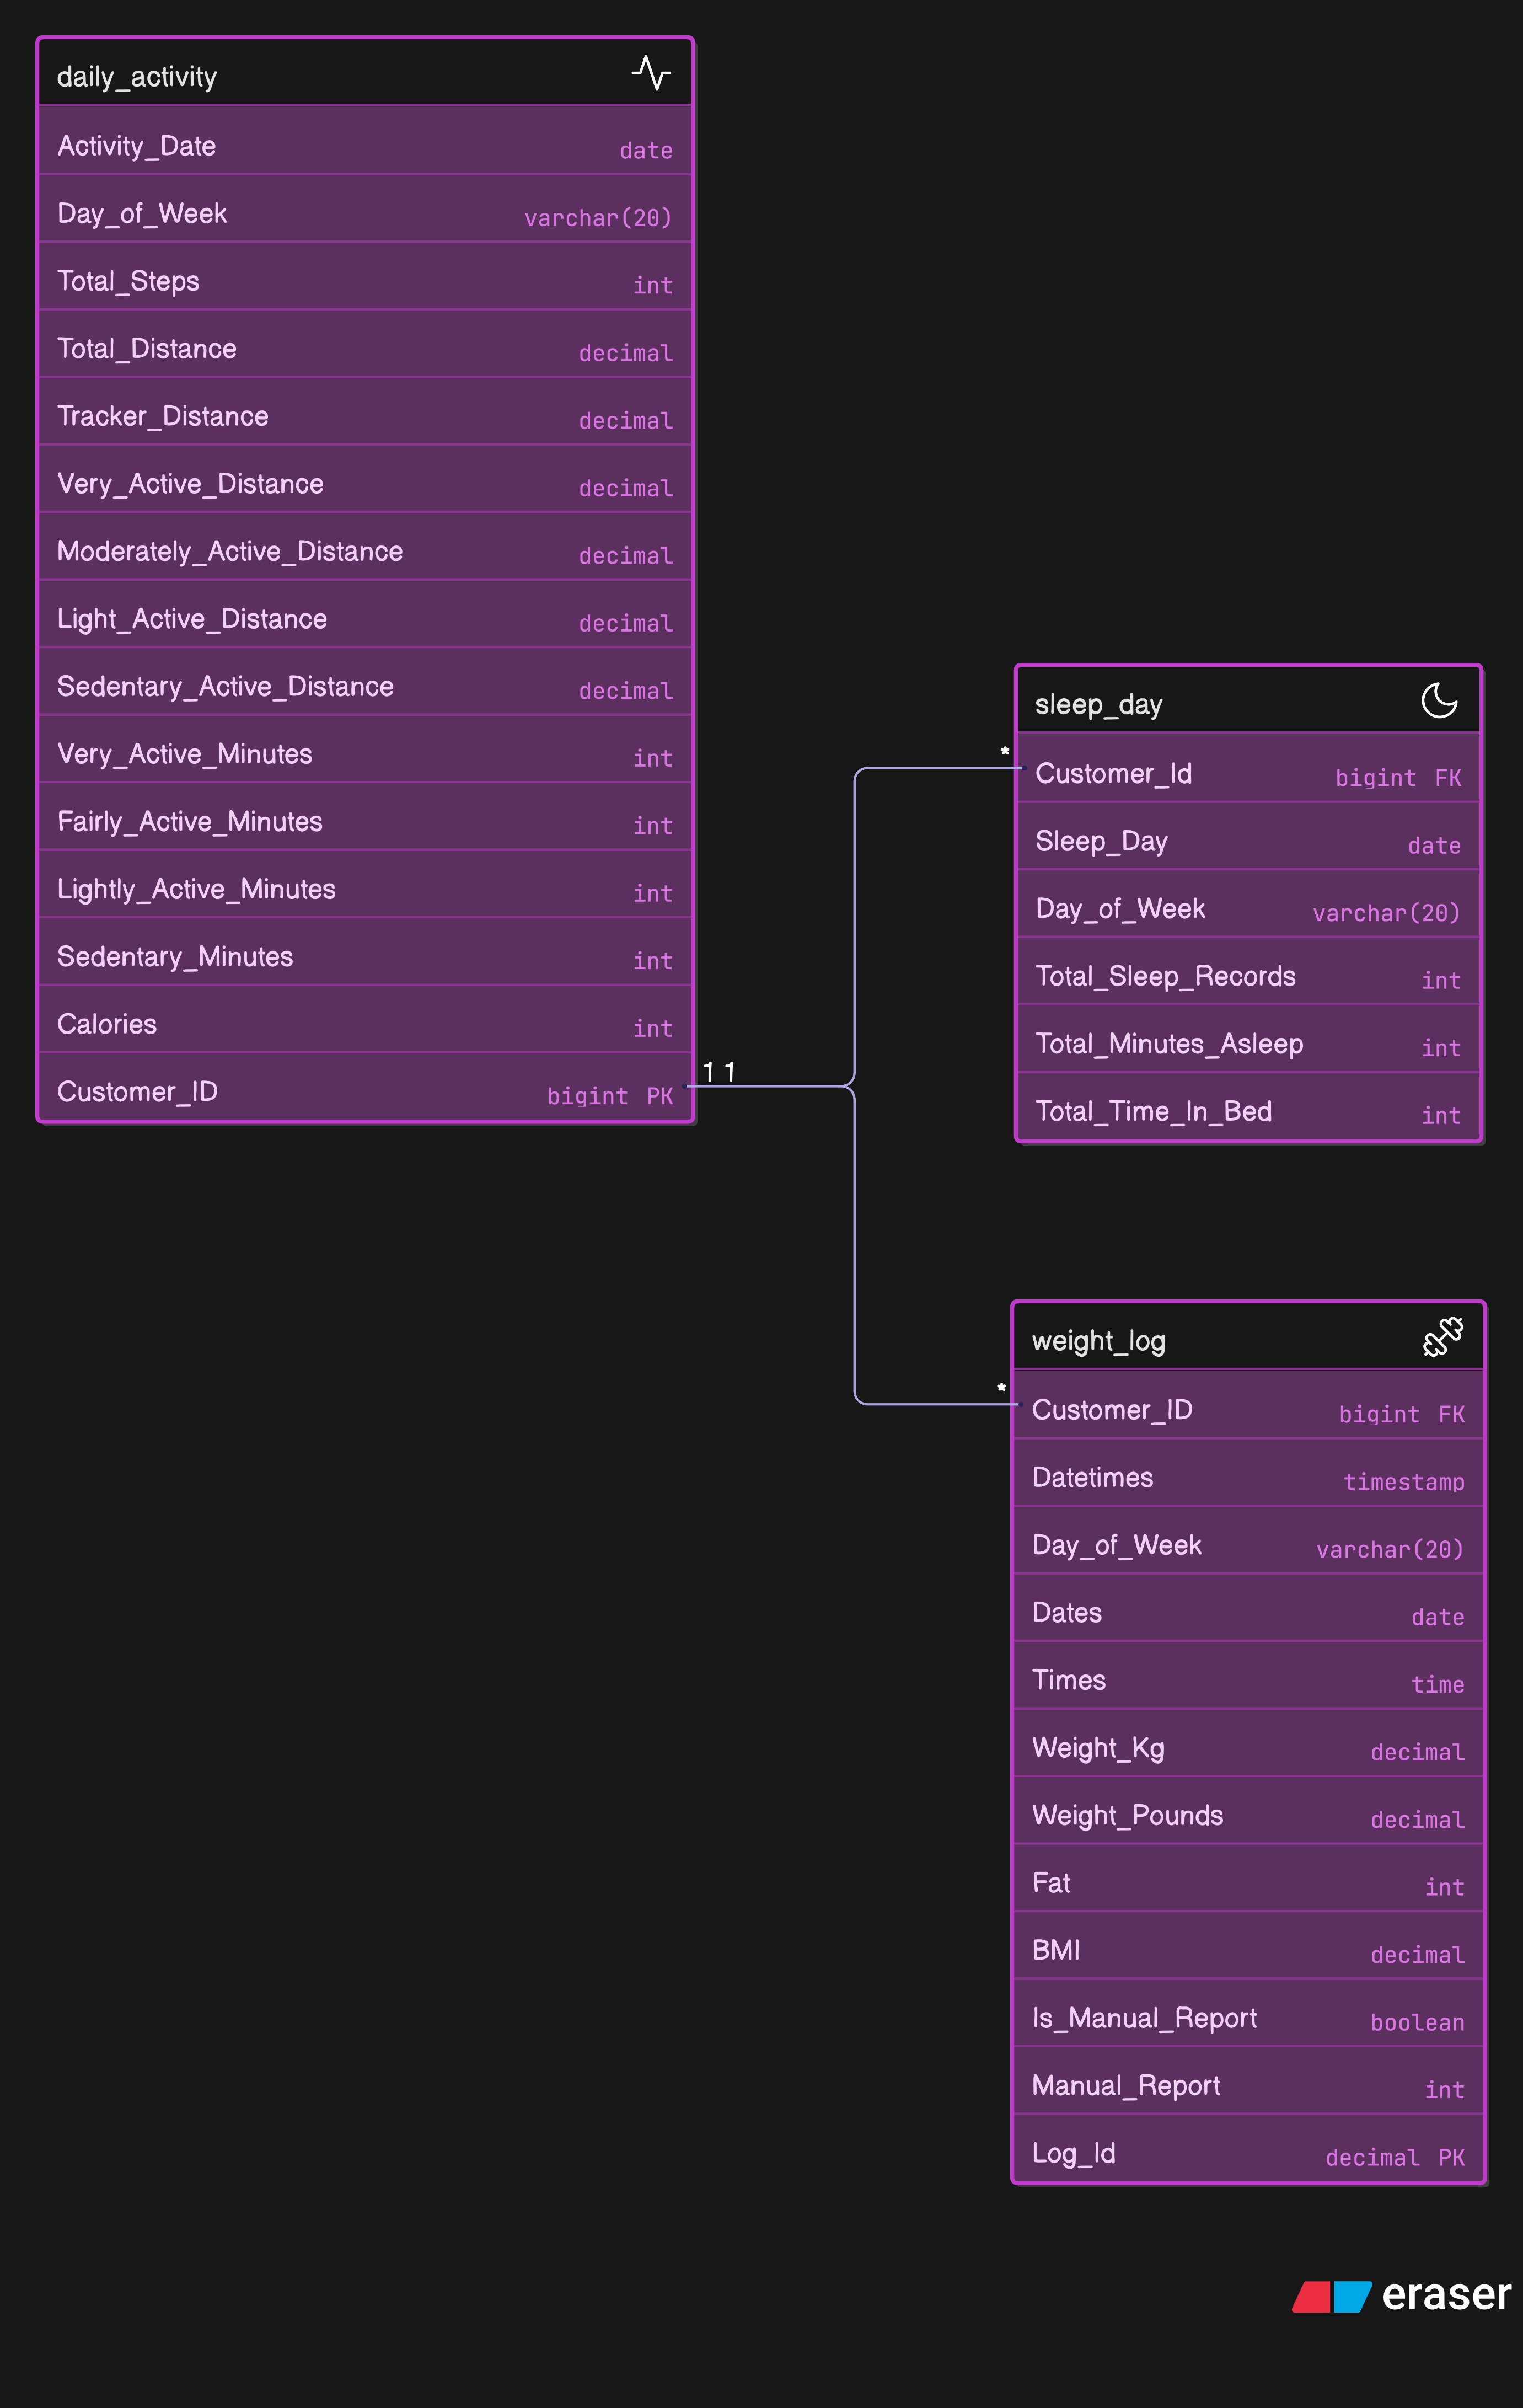 daily_activity
Activity_Date date
Day_of_Week varchar(20)
Total_Steps int
Total_Distance decimal
Tracker_Distance decimal
Very_Active_Distance decimal
Moderately_Active_Distance decimal
Light_Active_Distance decimal
Sedentary_Active_Distance decimal
Very_Active_Minutes int
Fairly_Active_Minutes int
Lightly_Active_Minutes int
Sedentary_Minutes int
Calories int
Customer_ID bigint PK
1 1
sleep_day
*
Customer_Id bigint FK
Sleep_Day date
Day_of_Week varchar(20)
Total_Sleep_Records int
Total_Minutes_Asleep int
Total_Time_In_Bed int
weight_log
*
Customer_ID bigint FK
Datetimes timestamp
Day_of_Week varchar(20)
Dates date
Times time
Weight_Kg decimal
Weight_Pounds decimal
Fat int
BMI decimal
Is_Manual_Report boolean
Manual_Report int
Log_Id decimal PK
eraser